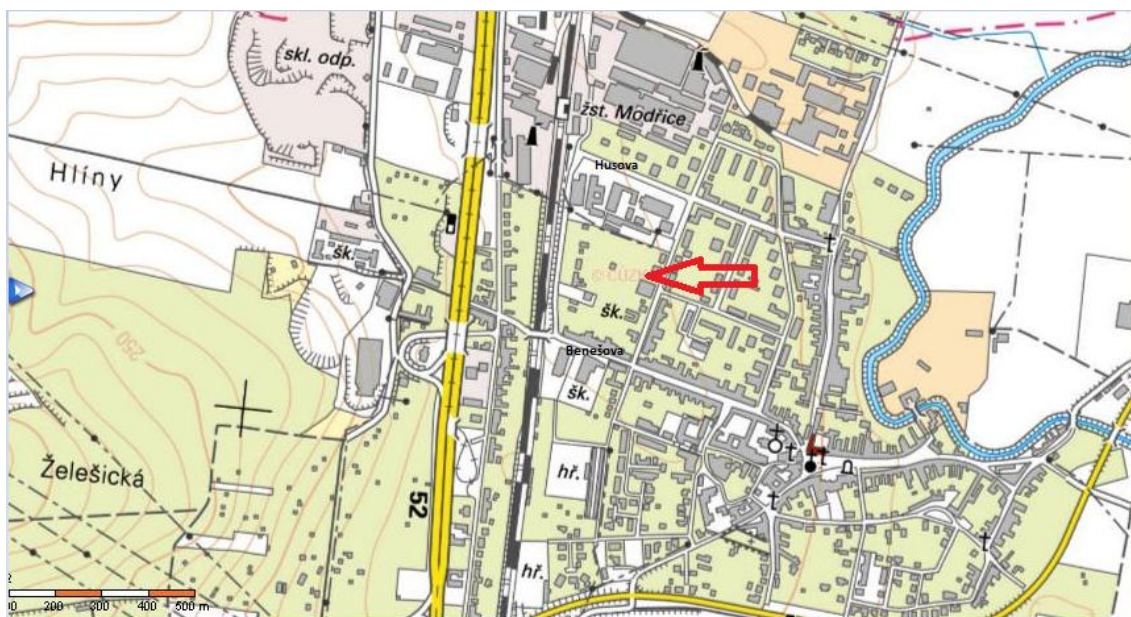 skl. odp.
žst. Modřice
Husova
Hlíny
šk.
© ČÚZK
šk.
250
Benešova
šk.
Želešická
hř.
52
hř.
200 300 400 500 m